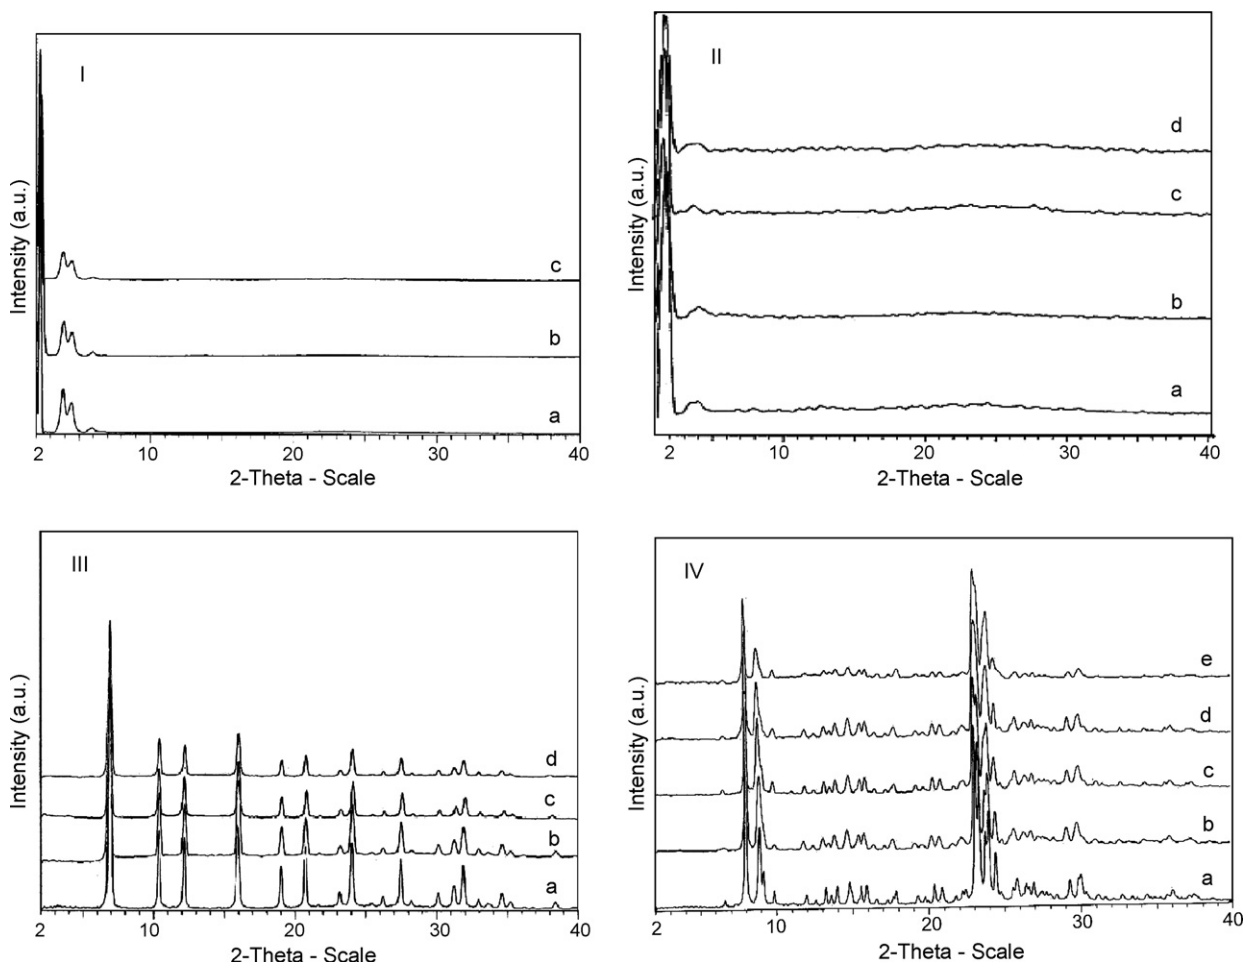 I
Intensity (a.u.)
c
b
a
2 10 20 30 40
2-Theta - Scale
II
Intensity (a.u.)
d
c
b
a
2 10 20 30 40
2-Theta - Scale
III
Intensity (a.u.)
d
c
b
a
2 10 20 30 40
2-Theta - Scale
IV
Intensity (a.u.)
e
d
c
b
a
2 10 20 30 40
2-Theta - Scale